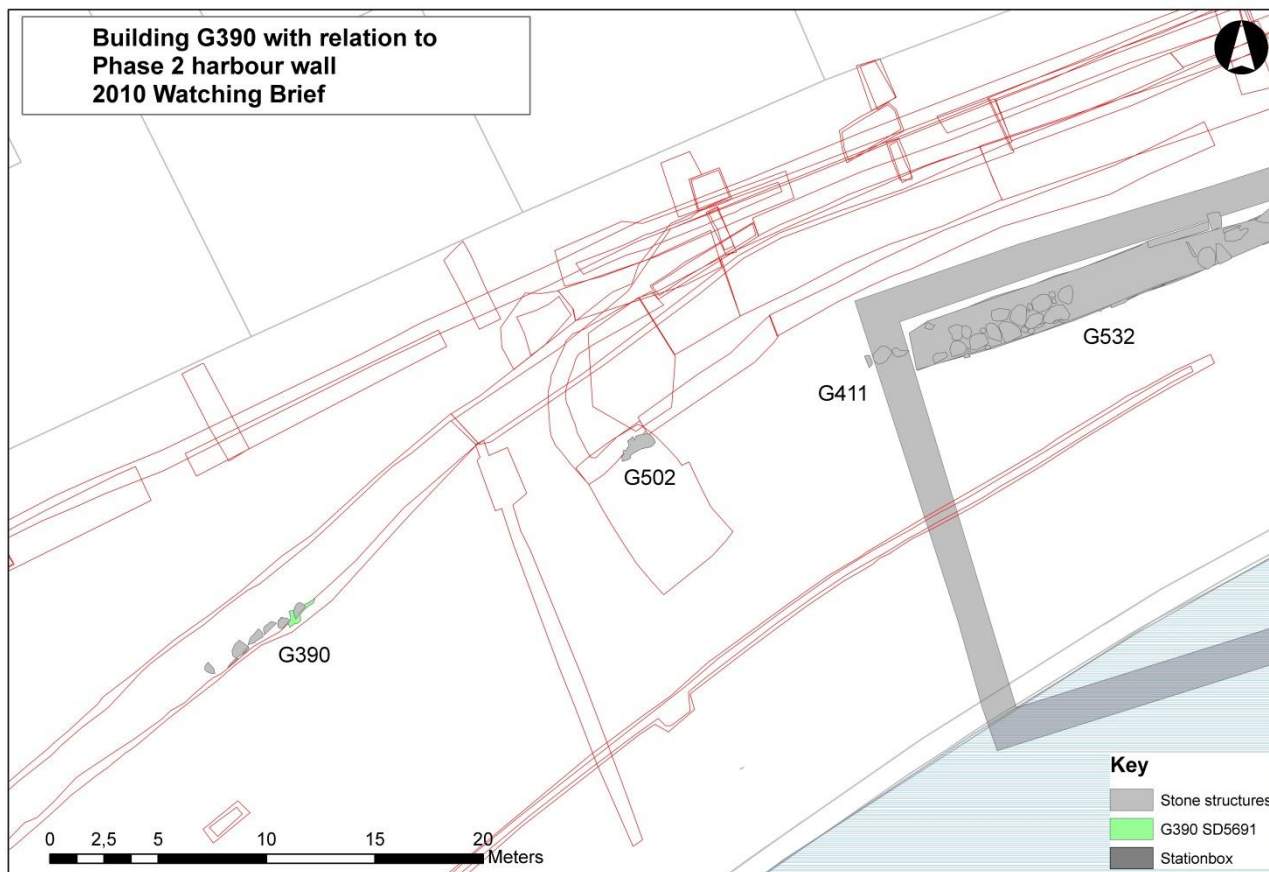 Building G390 with relation to
Phase 2 harbour wall
2010 Watching Brief
G532
G411
G502
G390
Key
Stone structures
G390 SD5691
Stationbox
0 2,5 5 10 15 20
Meters